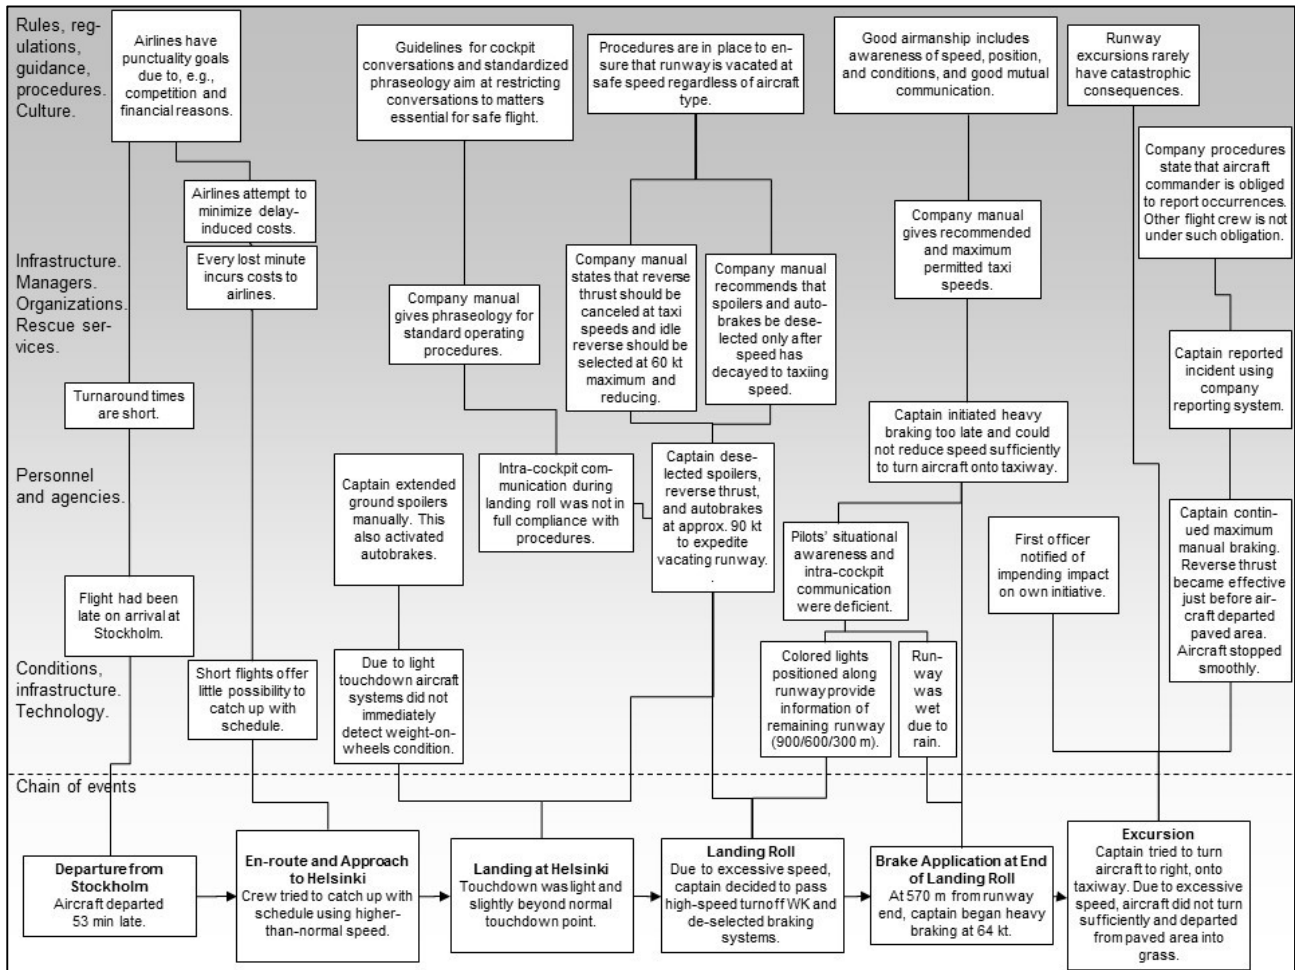 Rules, reg-
ulations,
guidance,
procedures.
Culture.
Airlines have
punctuality goals
due to, e.g.,
competition and
financial reasons.
Guidelines for cockpit
conversations and standardized
phraseology aim at restricting
conversations to matters
essential for safe flight.
Procedures are in place to en-
sure that runway is vacated at
safe speed regardless of aircraft
type.
Good airmanship includes
awareness of speed, position,
and conditions, and good mutual
communication.
Runway
excursions rarely
have catastrophic
consequences.
Company procedures
state that aircraft
commander is obliged
to report occurrences.
Other flight crew is not
under such obligation.
Airlines attempt to
minimize delay-
induced costs.
Company manual
gives recommended
and maximum
permitted taxi
speeds.
Infrastructure.
Managers.
Organizations.
Rescue ser-
vices.
Every lost minute
incurs costs to
airlines.
Company manual
gives phraseology for
standard operating
procedures.
Company manual
states that reverse
thrust should be
canceled at taxi
speeds and idle
reverse should be
selected at 60 kt
maximum and
reducing.
Company manual
recommends that
spoilers and auto-
brakes be dese-
lected only after
speed has
decayed to taxiing
speed.
Captain reported
incident using
company
reporting system.
Turnaround times
are short.
Captain initiated heavy
braking too late and could
not reduce speed sufficiently
to turn aircraft onto taxiway.
Personnel
and agencies.
Captain extended
ground spoilers
manually. This
also activated
autobrakes.
Intra-cockpit com-
munication during
landing roll was not in
full compliance with
procedures.
Captain dese-
lected spoilers,
reverse thrust,
and autobrakes
at approx. 90 kt
to expedite
vacating runway.
.
Pilots' situational
awareness and
intra-cockpit
communication
were deficient.
First officer
notified of
impending impact
on own initiative.
Captain contin-
ued maximum
manual braking.
Reverse thrust
became effective
just before air-
craft departed
paved area.
Aircraft stopped
smoothly.
Flight had been
late on arrival at
Stockholm.
Conditions,
infrastructure.
Technology.
Short flights offer
little possibility to
catch up with
schedule.
Due to light
touchdown aircraft
systems did not
immediately
detect weight-on-
wheels condition.
Colored lights
positioned along
runway provide
information of
remaining runway
(900/600/300 m).
Run-
way
was
wet
due to
rain.
Chain of events
Departure from
Stockholm
Aircraft departed
53 min late.
En-route and Approach
to Helsinki
Crew tried to catch up with
schedule using higher-
than-normal speed.
Landing at Helsinki
Touchdown was light and
slightly beyond normal
touchdown point.
Landing Roll
Due to excessive speed,
captain decided to pass
high-speed turnoff WK and
de-selected braking
systems.
Brake Application at End
of Landing Roll
At 570 m from runway
end, captain began heavy
braking at 64 kt.
Excursion
Captain tried to turn
aircraft to right, onto
taxiway. Due to excessive
speed, aircraft did not turn
sufficiently and departed
from paved area into
grass.